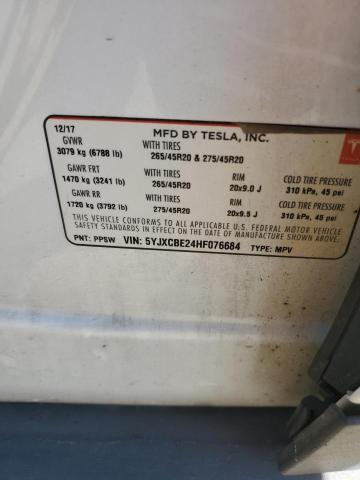 12/17 MFD BY TESLA, INC.
GVWR WITH TIRES
3079 kg (6788 lb) 265/45R20 & 275/45R20
GAWR FRT WITH TIRES RIM COLD TIRE PRESSURE
1470 kg (3241 lb) 265/45R20 20x9.0 J 310 kPa, 45 psi
GAWR RR WITH TIRES RIM COLD TIRE PRESSURE
1720 kg (3792 lb) 275/45R20 20x9.5 J 310 kPa, 45 psi
THIS VEHICLE CONFORMS TO ALL APPLICABLE U.S. FEDERAL MOTOR VEHICLE
SAFETY STANDARDS IN EFFECT ON THE DATE OF MANUFACTURE SHOWN ABOVE.
PNT: PPSW VIN: 5YJXCBE24HF076684 TYPE: MPV